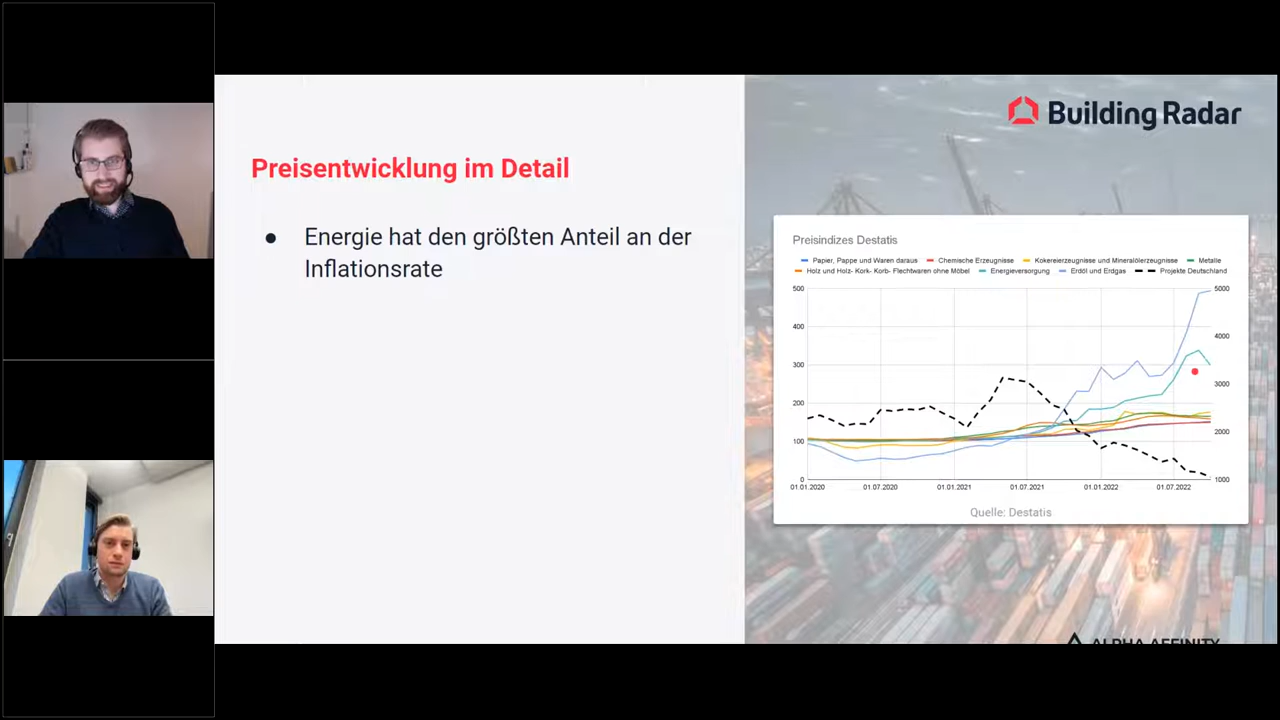 Building Radar
Preisentwicklung im Detail
● Energie hat den größten Anteil an der
Inflationsrate
Preisindizes Destatis
Papier, Pappe und Waren daraus Chemische Erzeugnisse Kokereierzeugnisse und Mineralölerzeugnisse Metalle
Holz und Holz- Kork- Korb- Flechtwaren ohne Möbel Energieversorgung Erdöl und Erdgas Projekte Deutschland
500 5000
400 4000
300 3000
200 2000
100
0 1000
01.01.2020 01.07.2020 01.01.2021 01.07.2021 01.01.2022 01.07.2022
Quelle: Destatis
ALPHA AFFINITY